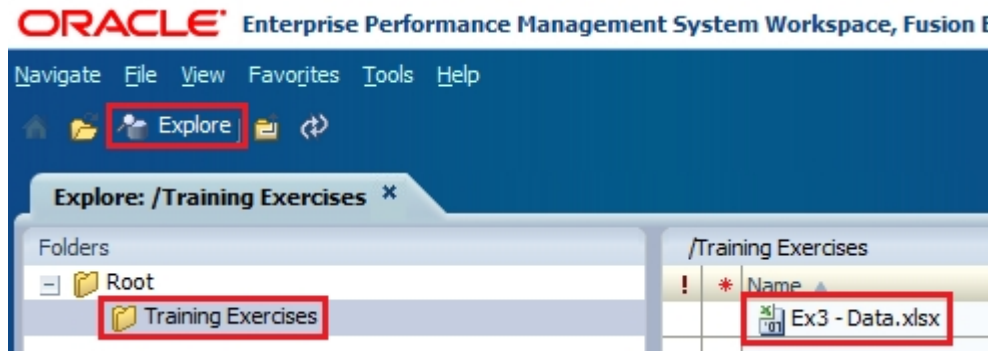 ORACLE Enterprise Performance Management System Workspace, Fusion E
Navigate File View Favorites Tools Help
Explore
Explore: /Training Exercises
Folders
/Training Exercises
Root
! * Name
Training Exercises
Ex3 - Data.xlsx